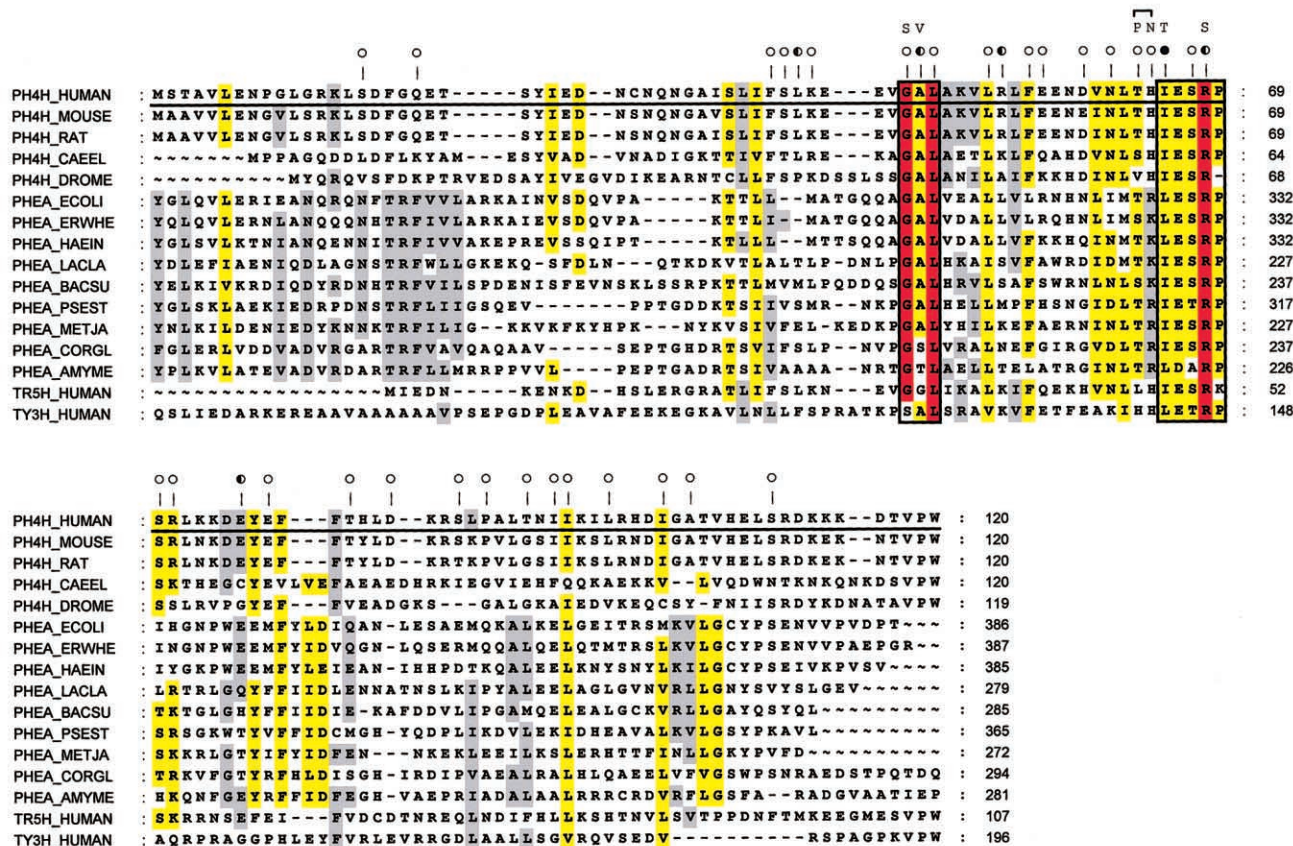 S V P N T S
PH4H_HUMAN : MSTAVLENPGLGRKLSDFGQET----SYIED--NCNQNGAISLIFSLKE---EVGALAKVLRLFEENDVNLTHIESRP : 69
PH4H_MOUSE : MAAVVLENGVLSRKLSDFGQET----SYIED--NSNQNGAVSLIFSLKE---EVGALAKVLRLFEENEINLTHIESRP : 69
PH4H_RAT : MAAVVLENGVLSRKLSDFGQET----SYIED--NSNQNGAISLIFSLKE---EVGALAKVLRLFEENDINLTHIESRP : 69
PH4H_CAEEL : ~~~~~~~MPPAGQDDLDFLKYAM---ESYVAD--VNADIGKTTIVFTLRE---KAGALAETLKLFQAHDVNLSHIESRP : 64
PH4H_DROME : ~~~~~~~~~~MYQRQVSFDKPTRVEDSAYIVEGVDIKEARNTCLLFSPKDSSLSSGALANILAIFKKHDINLVHIESR- : 68
PHEA_ECOLI : YGLQVLERIEANQRQNFTRFVVLARKAINVSDQVPA-----KTTLL--MATGQQAGALVEALLVLRNHNLIMTRLESRP : 332
PHEA_ERWHE : YQLQVLERNLANQQRNVTRFIVLARKAIEVSDQVPA-----KTTLL--MATGQQAGALVDALLVLRQHNLIMSKLESRP : 332
PHEA_HAEIN : YGLSVLKTNIANQENNITRFIVVAKEPREVSSQIPT-----KTLLL--MTTSQQAGALVDALLVFKKHQINMTKLESRP : 332
PHEA_LACLA : YDLEFIAENIQDLAGNSTRFWLLGKEKQ-SFDLN---QTKDKVTLALTLP-DNLPGALHKAISVFAWRDIDMTKIESRP : 227
PHEA_BACSU : YELKIVKRDIQDYRDNHTRFVILSPDENISFEVNSKLSSRPKTTLMVMLPQDDQSGALHRVLSAFSWRNLNLSKIESRP : 237
PHEA_PSEST : YGLSKLAEKIEDRPDNSTRFLIIGSQEV-------PPTGDDKTSIIVSMR--NKPGALHELLMPFHSNGIDLTRIETRP : 317
PHEA_METJA : YNLKILDENIEDYKNNKTRFILIG--KKVKFKYHPK---NYKVSIVFEL-KEDKPGALYHILKEFAERNINLTRIESRP : 227
PHEA_CORGL : FGLERLVDDVADVRGARTRFVAVQAQAAV------SEPTGHDRTSVIFSLP--NVPGSLVRALNEFGIRGVDLTRIESRP : 237
PHEA_AMYME : YPLKVLATEVADVRDARTRFLLMRRPPVVL-----PEPTGADRTSIVAAAA--NRTGTLAELLTELATRGINLTRLDARP : 226
TR5H_HUMAN : ~~~~~~~~~~~~~~~~~MIEDN----KENKD--HSLERGRATLIFSLKN---EVGGLIKALKIFQEKHVNLLHIESRK : 52
TY3H_HUMAN : QSLIEDARKEREAAVAAAAAAVPSEPGDPLEAVAFEEKEGKAVLNLLFSPRATKPSALSRAVKVFETFEAKIHHLETRP : 148
PH4H_HUMAN : SRLKKDEYEF---FTHLD--KRSLPALTNIIKILRHDIGATVHELSRDKKK--DTVPW : 120
PH4H_MOUSE : SRLNKDEYEF---FTYLD--KRSKPVLGSIIKSLRNDIGATVHELSRDKEK--NTVPW : 120
PH4H_RAT : SRLNKDEYEF---FTYLD--KRTKPVLGSIIKSLRNDIGATVHELSRDKEK--NTVPW : 120
PH4H_CAEEL : SKTHEGCYEVLVEFAEAEDHRKIEGVIEHFQQKAEKKV--LVQDWNTKNKQNKDSVPW : 120
PH4H_DROME : SSLRVPGYEF---FVEADGKS---GALGKAIEDVKEQCSY-FNIISRDYKDNATAVPW : 119
PHEA_ECOLI : IHGNPWEEMFYLDIQAN-LESAEMQKALKELGEITRSMKVLGCYPSENVVPVDPT~~~ : 386
PHEA_ERWHE : INGNPWEEMFYIDVQGN-LQSERMQQALQELQTMTRSLKVLGCYPSENVVPAEPGR~~ : 387
PHEA_HAEIN : IYGKPWEEMFYLEIEAN-IHHPDTKQALEELKNYSNYLKILGCYPSEIVKPVSV~~~~ : 385
PHEA_LACLA : LRTRLGQYFFIIDLENNATNSLKIPYALEELAGLGVNVRLLGNYSVYSLGEV~~~~~~ : 279
PHEA_BACSU : TKTGLGHYFFIIDIE-KAFDDVLIPGAMQELEALGCKVRLLGAYQSYQL~~~~~~~~~ : 285
PHEA_PSEST : SRSGKWTYVFFIDCMGH-YQDPLIKDVLEKIDHEAVALKVLGSYPKAVL~~~~~~~~~ : 365
PHEA_METJA : SKKRLGTYIFYIDFEN--NKEKLEEILKSLERHTTFINLLGKYPVFD~~~~~~~~~~~ : 272
PHEA_CORGL : TRKVFGTYRFHLDISGH-IRDIPVAEALRALHLQAEELVFVGSWPSNRAEDSTPQTDQ : 294
PHEA_AMYME : HKQNFGEYRFFIDFEGH-VAEPRIADALAALRRRCRDVRFLGSFA--RADGVAATIEP : 281
TR5H_HUMAN : SKRRNSEFEI---FVDCDTNREQLNDIFHLLKSHTNVLSVTPPDNFTMKEEGMESVPW : 107
TY3H_HUMAN : AQRPRAGGPHLEYFVRLEVRRGDLAALLSGVRQVSEDV---------RSPAGPKVPW : 196